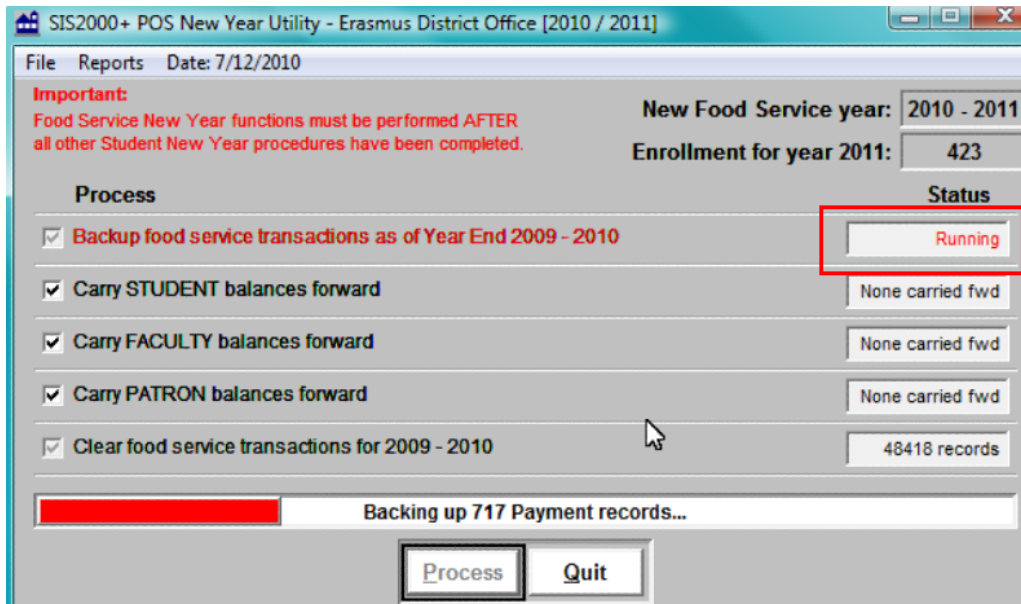 SIS2000+ POS New Year Utility - Erasmus District Office [2010 / 2011]
File Reports Date: 7/12/2010
Important:
Food Service New Year functions must be performed AFTER
all other Student New Year procedures have been completed.
New Food Service year: 2010 - 2011
Enrollment for year 2011: 423
Process Status
Backup food service transactions as of Year End 2009 - 2010 Running
Carry STUDENT balances forward None carried fwd
Carry FACULTY balances forward None carried fwd
Carry PATRON balances forward None carried fwd
Clear food service transactions for 2009 - 2010 48418 records
Backing up 717 Payment records...
Process Quit